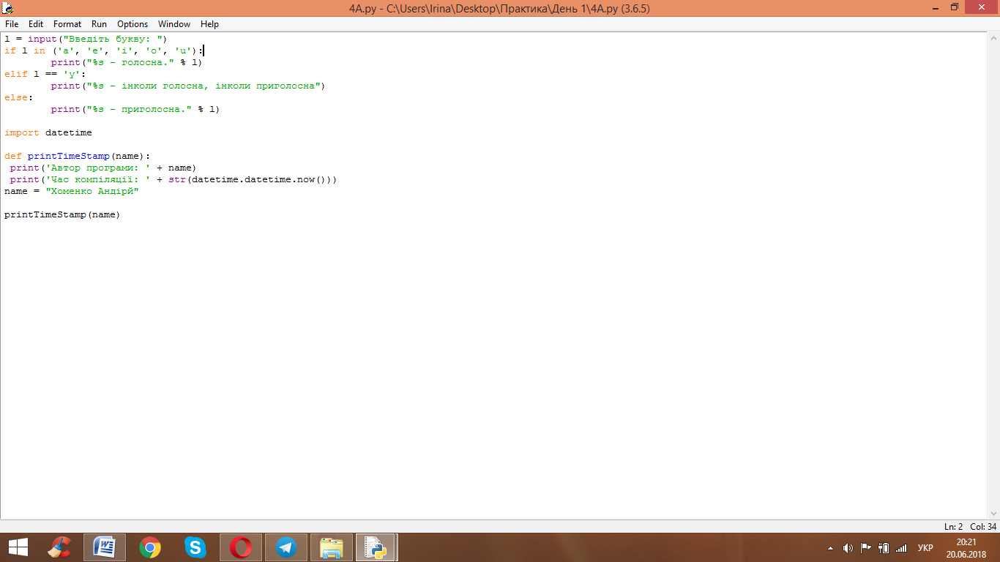 4A.py - C:\Users\Irina\Desktop\Практика\День 1\4A.py (3.6.5)
File Edit Format Run Options Window Help
l = input("Введіть букву: ")
if l in ('a', 'e', 'i', 'o', 'u'):
        print("%s - голосна." % l)
elif l == 'y':
        print("%s - інколи голосна, інколи приголосна")
else:
        print("%s - приголосна." % l)
import datetime
def printTimeStamp(name):
 print('Автор програми: ' + name)
 print('Час компіляції: ' + str(datetime.datetime.now()))
name = "Хоменко Андірй"
printTimeStamp(name)
Ln: 2 Col: 34
УКР
20:21
20.06.2018